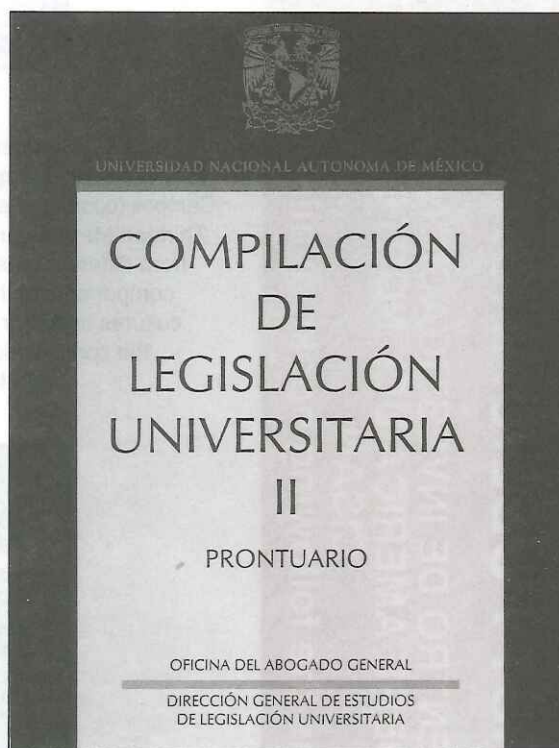 UNIVERSIDAD NACIONAL AUTONOMA DE MÉXICO
COMPILACIÓN
DE
LEGISLACIÓN
UNIVERSITARIA
II
PRONTUARIO
OFICINA DEL ABOGADO GENERAL
DIRECCIÓN GENERAL DE ESTUDIOS
DE LEGISLACIÓN UNIVERSITARIA